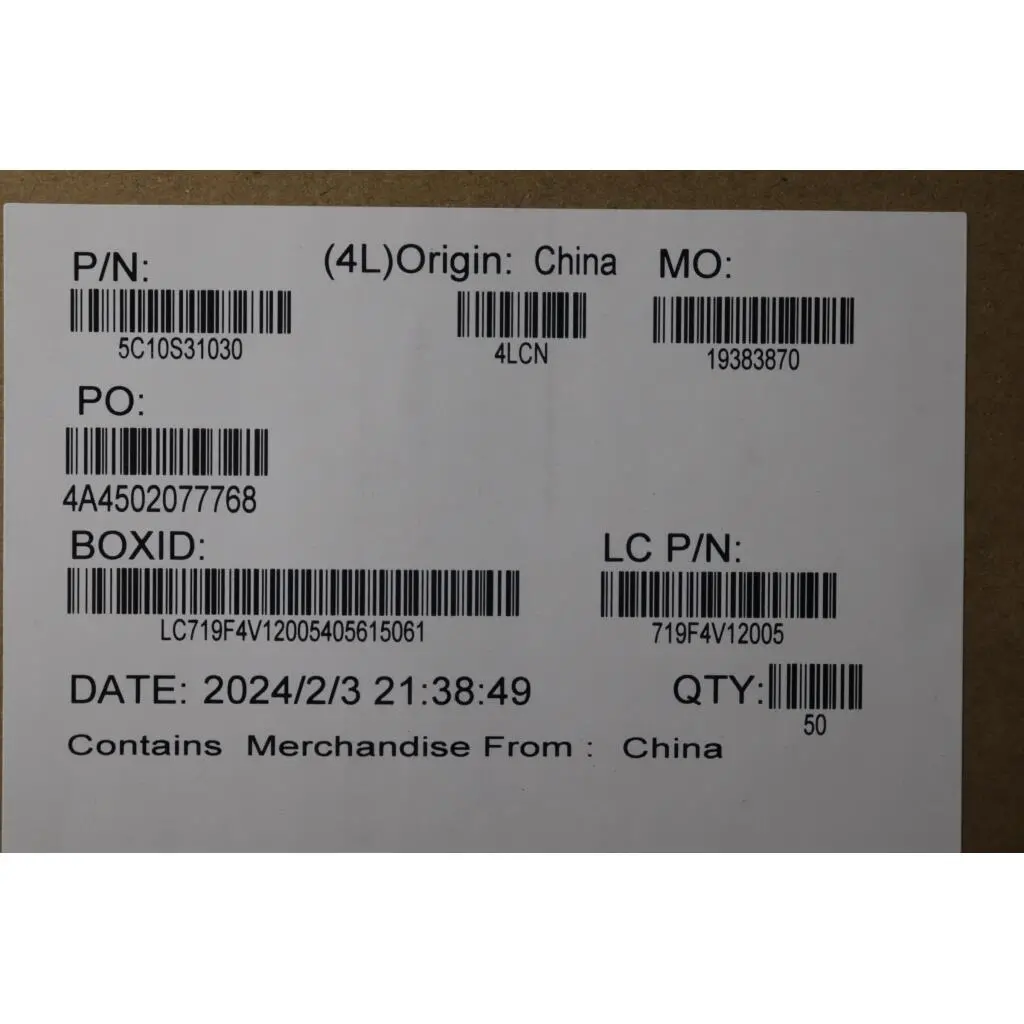 P/N: (4L)Origin: China MO:
5C10S31030 4LCN 19383870
PO:
4A4502077768
BOXID: LC P/N:
LC719F4V12005405615061 719F4V12005
DATE: 2024/2/3 21:38:49 QTY:
50
Contains Merchandise From : China